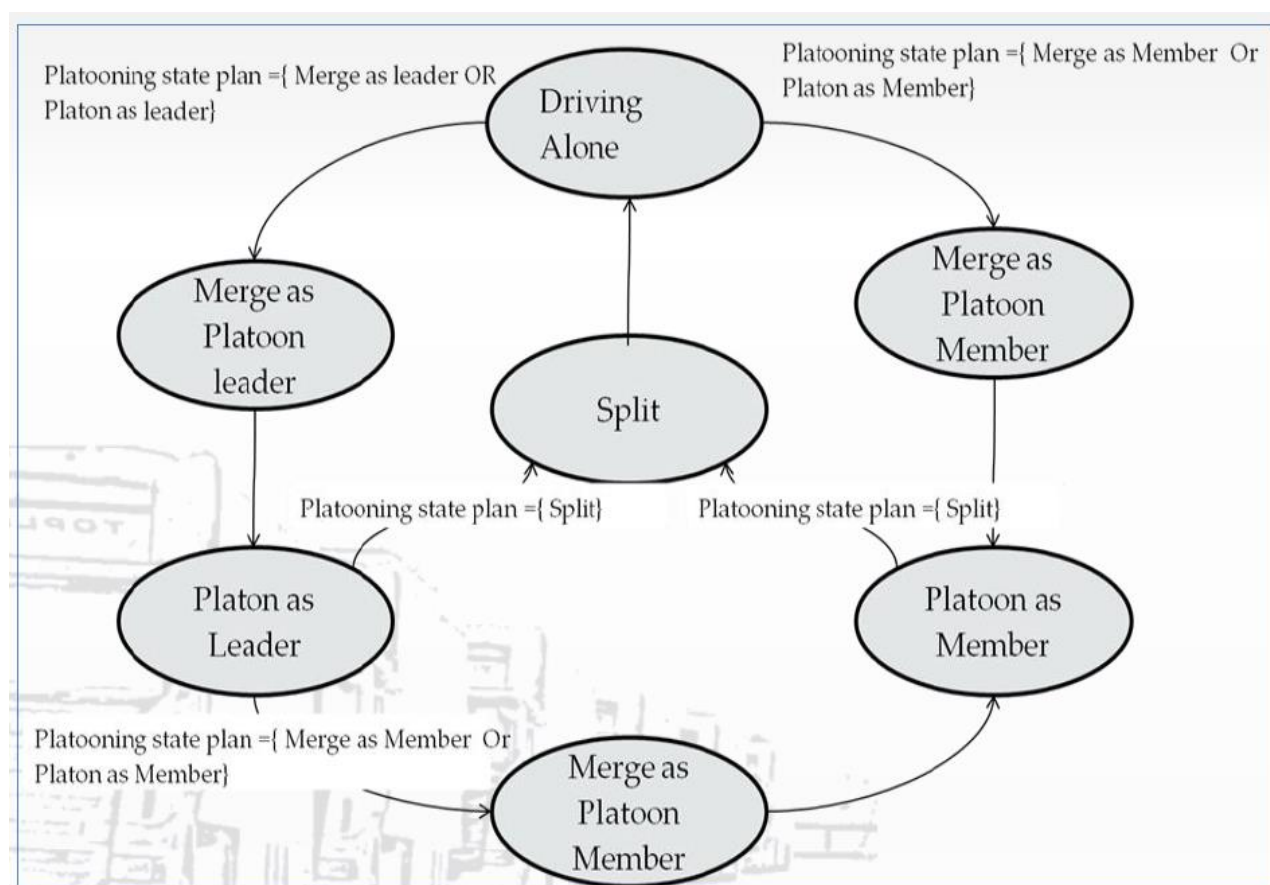 Platooning state plan ={ Merge as leader OR
Platon as leader}
Platooning state plan ={ Merge as Member Or
Platon as Member}
Driving
Alone
Merge as
Platoon
leader
Merge as
Platoon
Member
Split
Platooning state plan ={ Split}
Platooning state plan ={ Split}
Platon as
Leader
Platoon as
Member
Platooning state plan ={ Merge as Member Or
Platon as Member}
Merge as
Platoon
Member